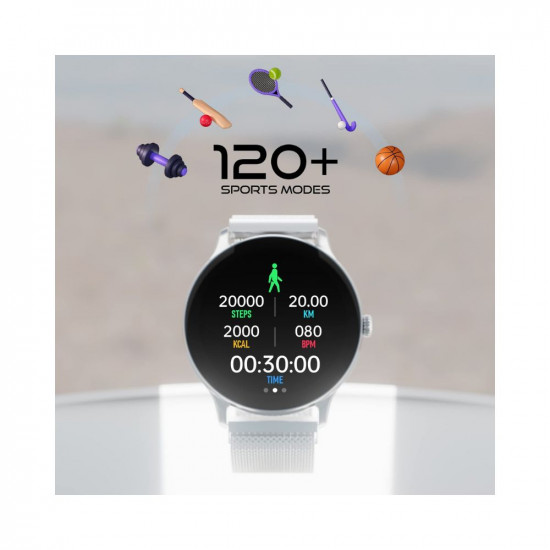 120+
SPORTS MODES
20000 20.00
STEPS KM
2000 080
KCAL BPM
00:30:00
TIME